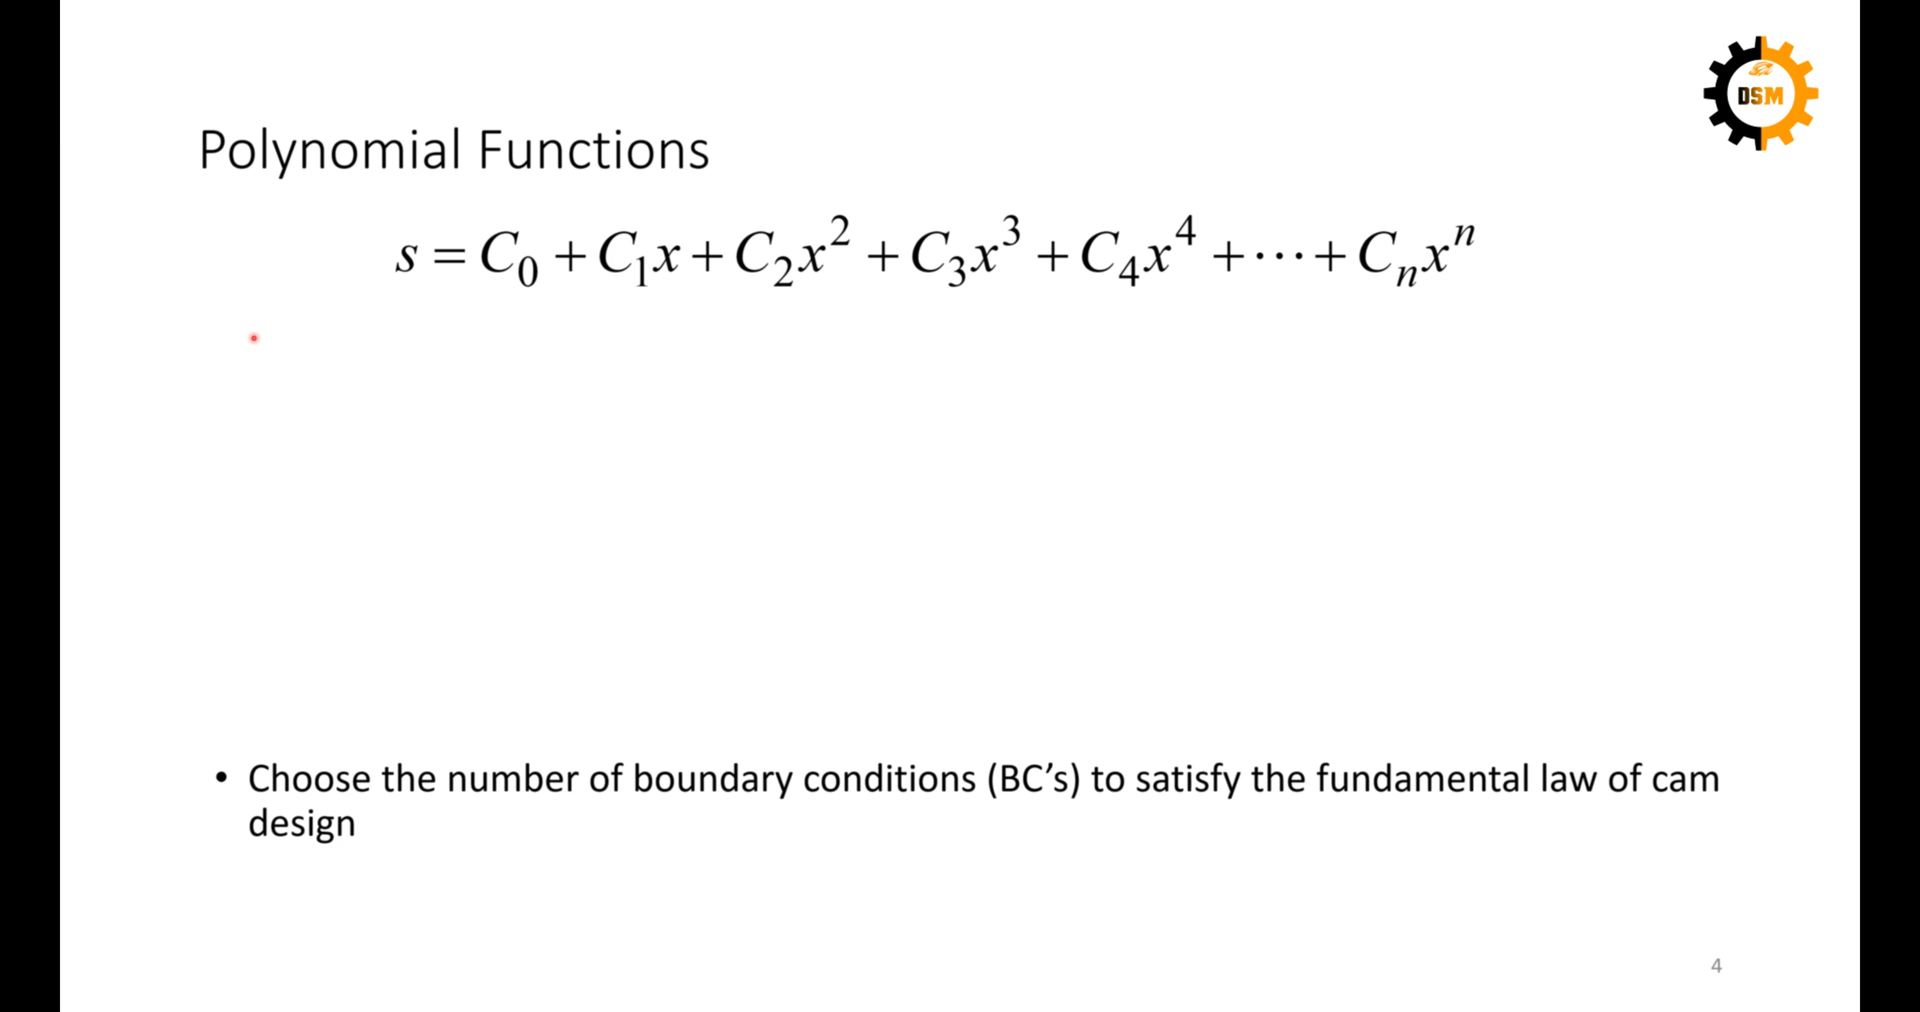 DSM
Polynomial Functions
s = C₀ + C₁x + C₂x² + C₃x³ + C₄x⁴ + ··· + Cₙxⁿ
• Choose the number of boundary conditions (BC’s) to satisfy the fundamental law of cam
design
4